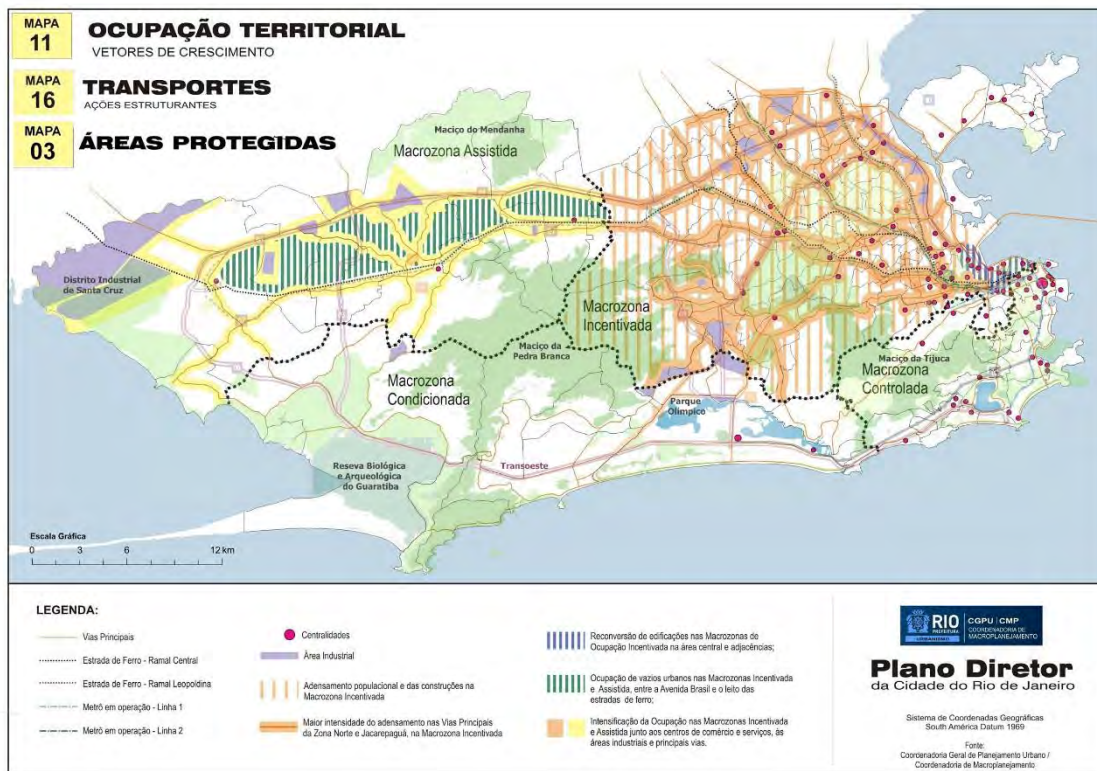 MAPA
11
OCUPAÇÃO TERRITORIAL
VETORES DE CRESCIMENTO
MAPA
16
TRANSPORTES
AÇÕES ESTRUTURANTES
MAPA
03
ÁREAS PROTEGIDAS
Maciço do Mendanha
Macrozona Assistida
Distrito Industrial
de Santa Cruz
Macrozona
Incentivada
Maciço da
Pedra Branca
Macrozona
Condicionada
Maciço da Tijuca
Macrozona
Controlada
Parque
Olímpico
Reseva Biológica
e Arqueológica
do Guaratiba
Transoeste
Escala Gráfica
0 3 6 12 km
LEGENDA:
Vias Principais
Estrada de Ferro - Ramal Central
Estrada de Ferro - Ramal Leopoldina
Metrô em operação - Linha 1
Metrô em operação - Linha 2
Centralidades
Área Industrial
Adensamento populacional e das construções na
Macrozona Incentivada
Maior intensidade do adensamento nas Vias Principais
da Zona Norte e Jacarepaguá, na Macrozona Incentivada
Reconversão de edificações nas Macrozonas de
Ocupação Incentivada na área central e adjacências;
Ocupação de vazios urbanos nas Macrozonas Incentivada
e Assistida, entre a Avenida Brasil e o leito das
estradas de ferro;
Intensificação da Ocupação nas Macrozonas Incentivada
e Assistida junto aos centros de comércio e serviços, às
áreas industriais e principais vias.
RIO
PREFEITURA
URBANISMO
CGPU CMP
COORDENADORIA DE
MACROPLANEJAMENTO
Plano Diretor
da Cidade do Rio de Janeiro
Sistema de Coordenadas Geográficas
South América Datum 1969
Fonte:
Coordenadoria Geral de Planejamento Urbano /
Coordenadoria de Macroplanejamento